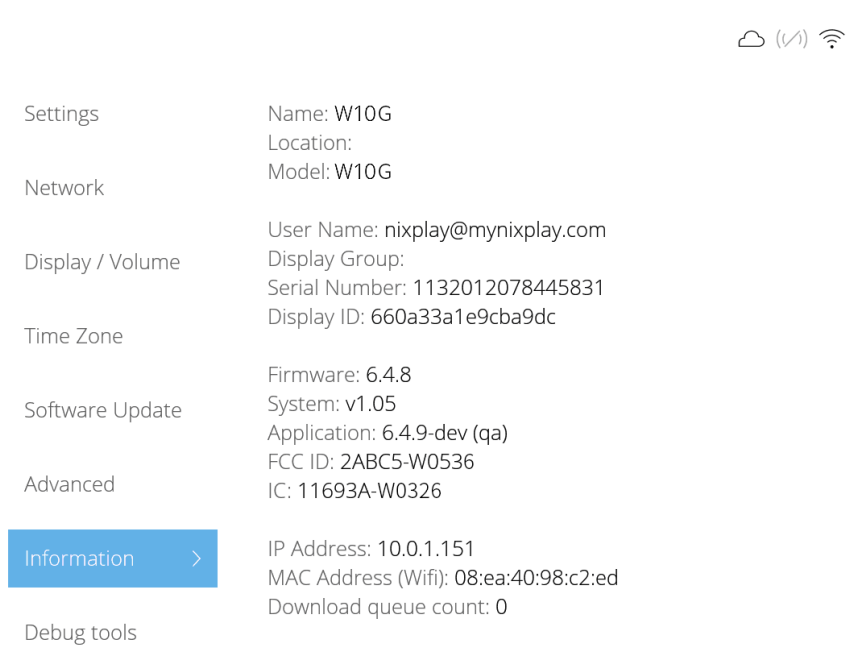 Settings
Network
Display / Volume
Time Zone
Software Update
Advanced
Information
Debug tools
Name: W10G
Location:
Model: W10G
User Name: nixplay@mynixplay.com
Display Group:
Serial Number: 1132012078445831
Display ID: 660a33a1e9cba9dc
Firmware: 6.4.8
System: v1.05
Application: 6.4.9-dev (qa)
FCC ID: 2ABC5-W0536
IC: 11693A-W0326
IP Address: 10.0.1.151
MAC Address (Wifi): 08:ea:40:98:c2:ed
Download queue count: 0